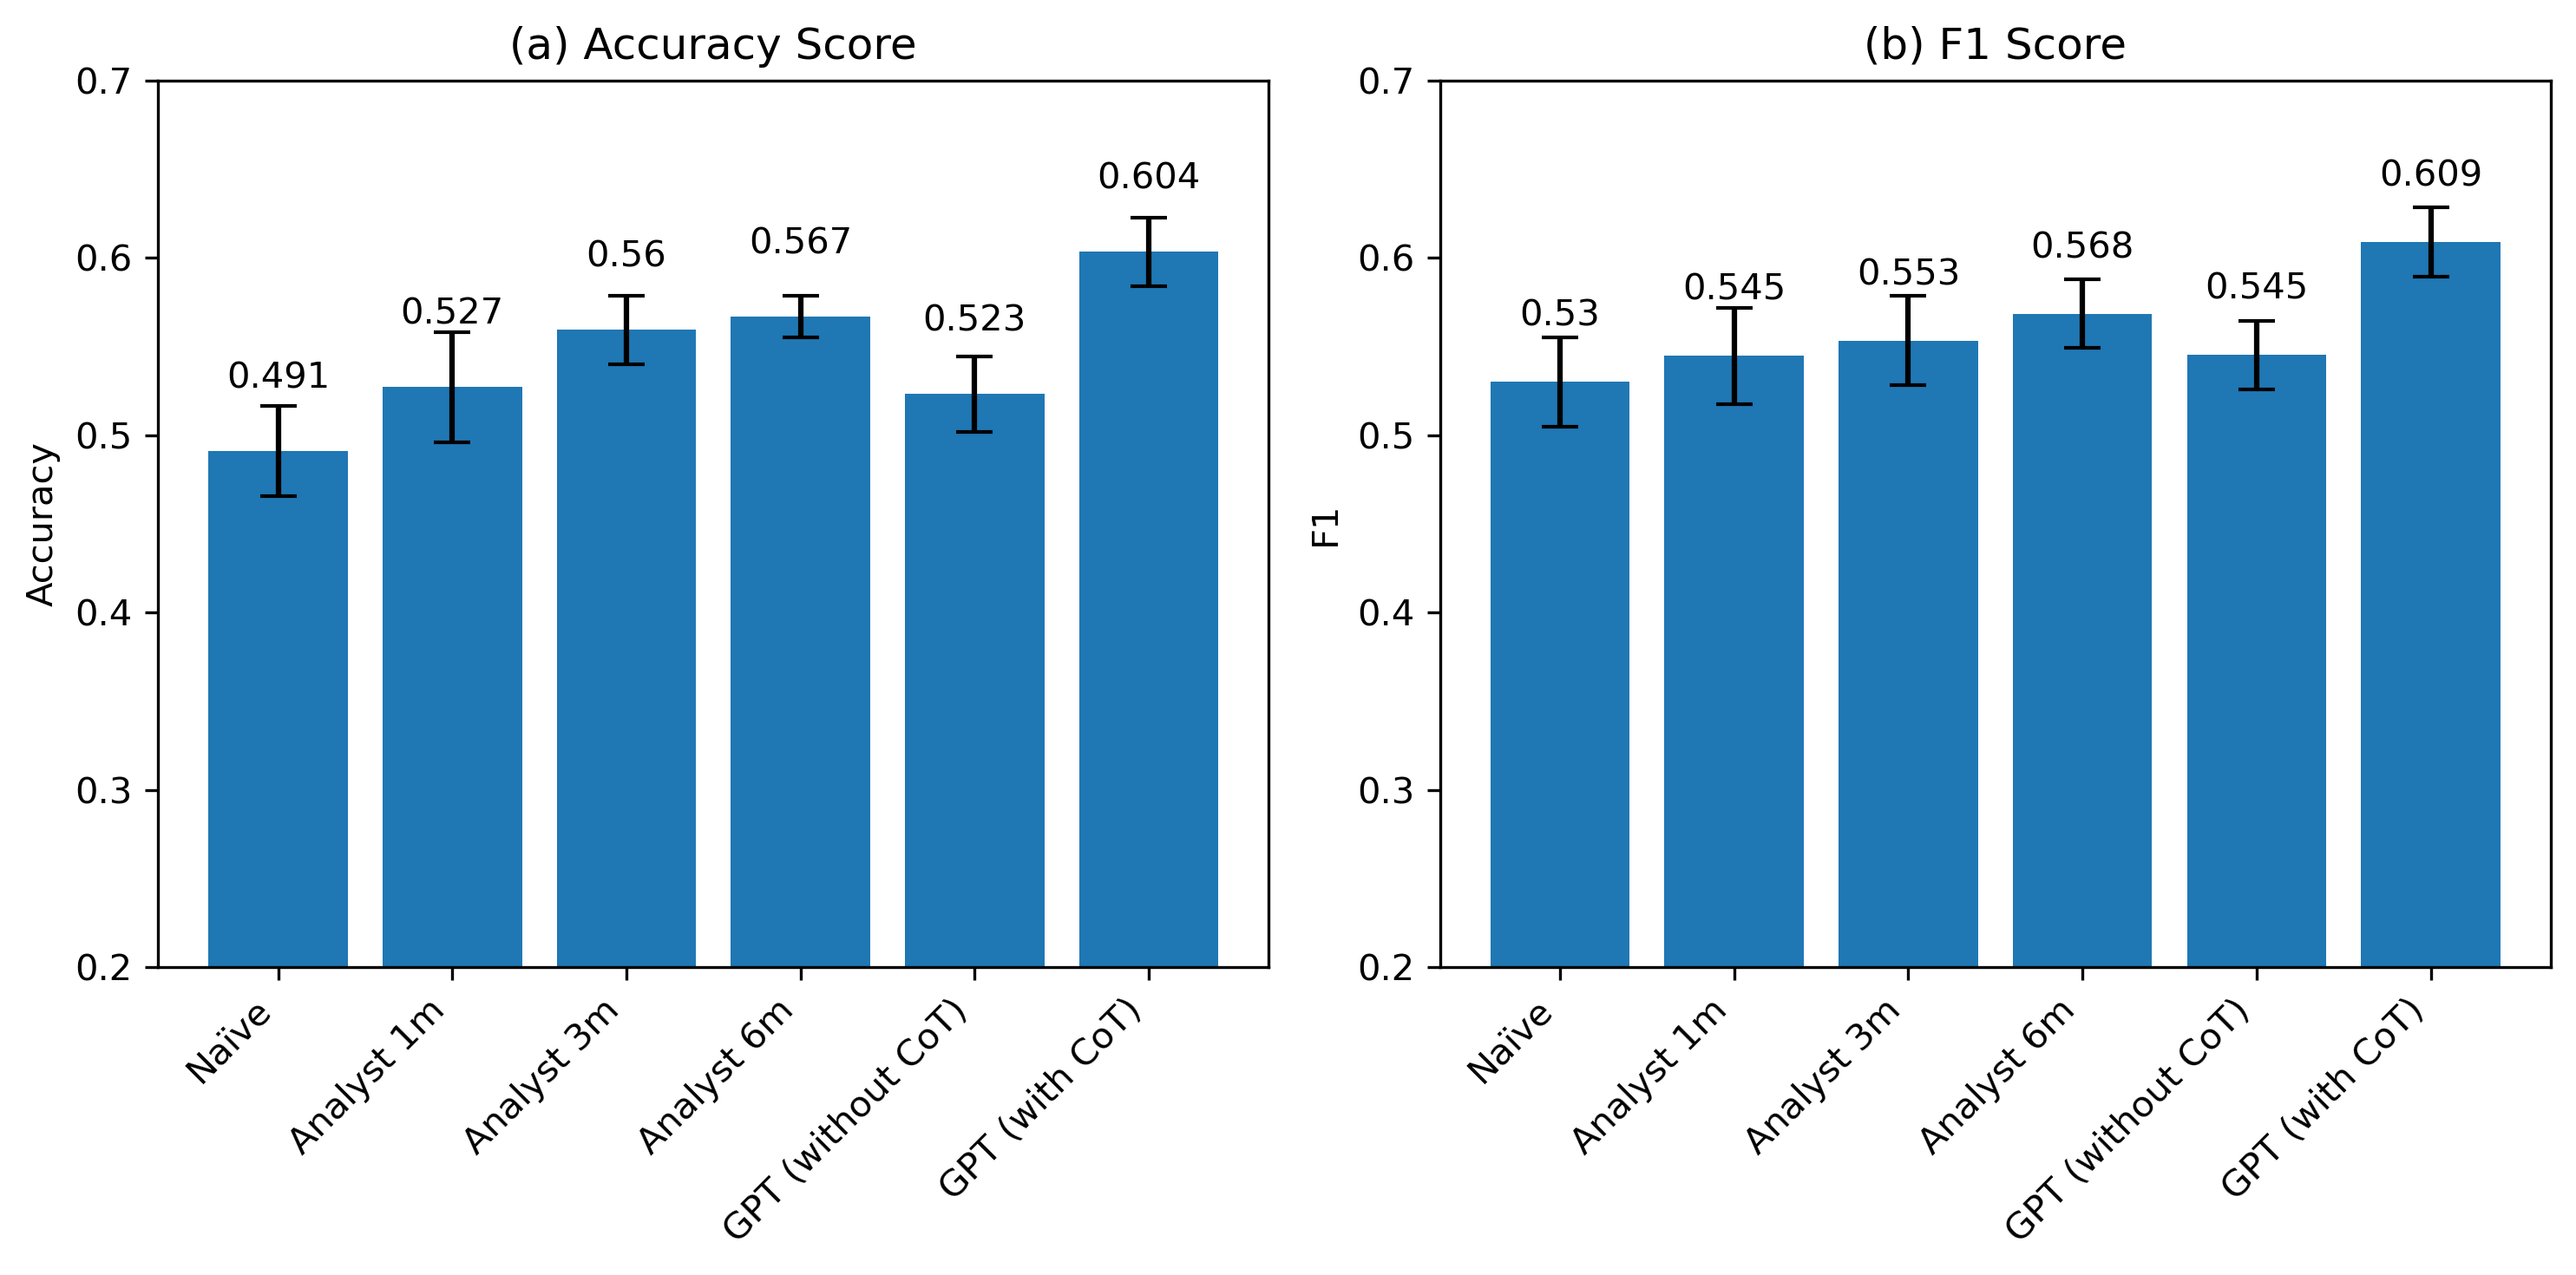 (a) Accuracy Score
0.7
0.6
0.5
0.4
0.3
0.2
Accuracy
0.491
0.527
0.56
0.567
0.523
0.604
Naïve
Analyst 1m
Analyst 3m
Analyst 6m
GPT (without CoT)
GPT (with CoT)
(b) F1 Score
0.7
0.6
0.5
0.4
0.3
0.2
F1
0.53
0.545
0.553
0.568
0.545
0.609
Naïve
Analyst 1m
Analyst 3m
Analyst 6m
GPT (without CoT)
GPT (with CoT)